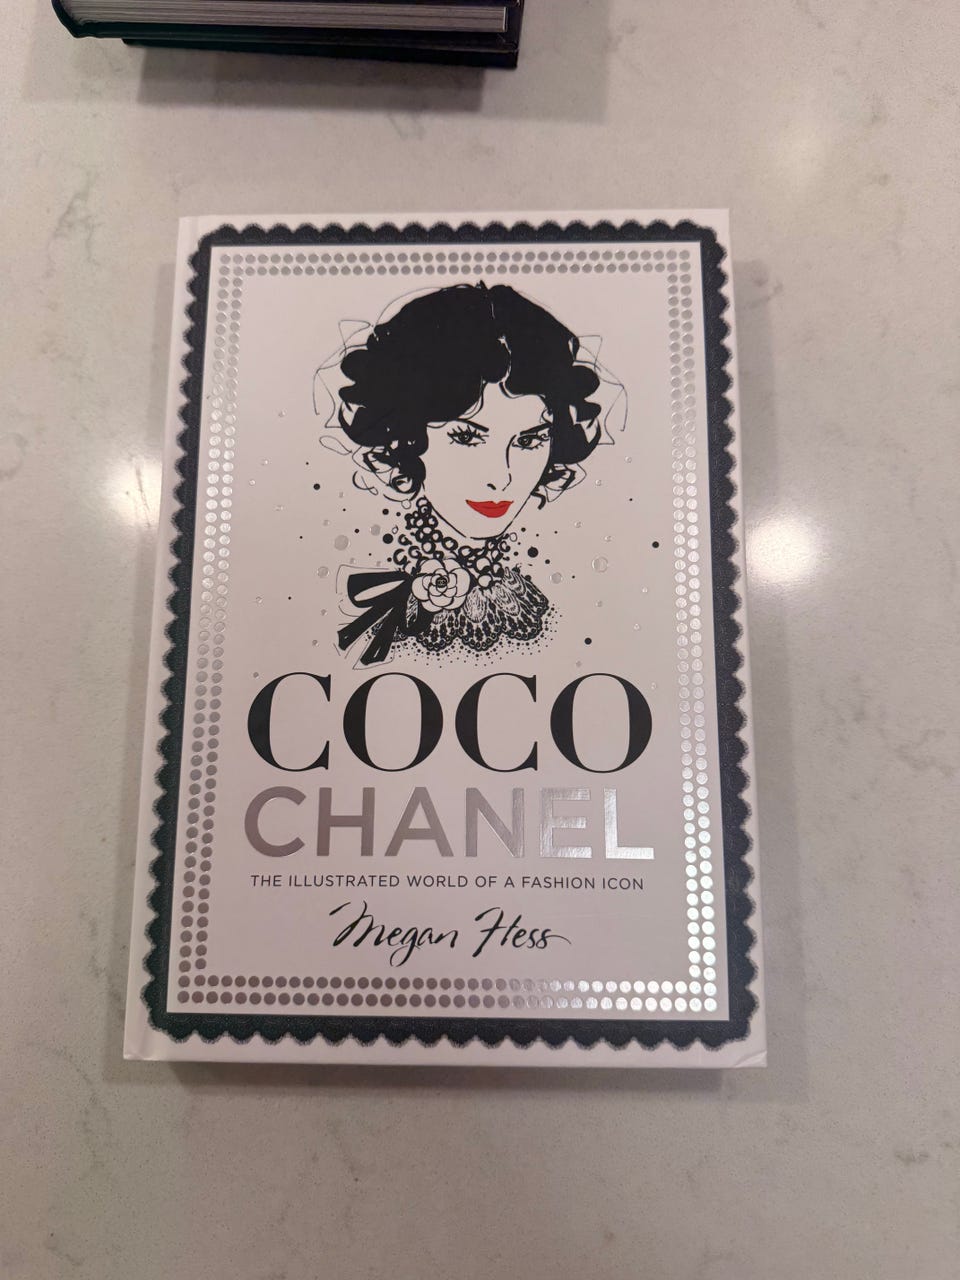 COCO
CHANEL
THE ILLUSTRATED WORLD OF A FASHION ICON
Megan Hess